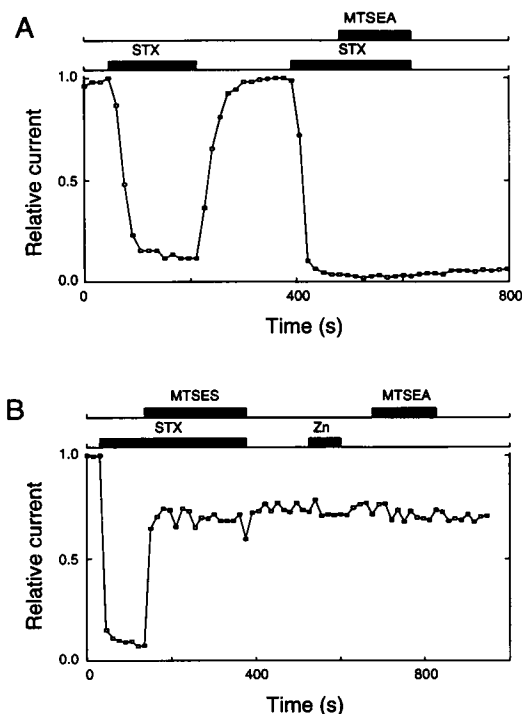 A
MTSEA
STX STX
1.0
0.5
0.0
Relative current
0 400 800
Time (s)
B
MTSES MTSEA
STX Zn
1.0
0.5
0.0
Relative current
0 400 800
Time (s)